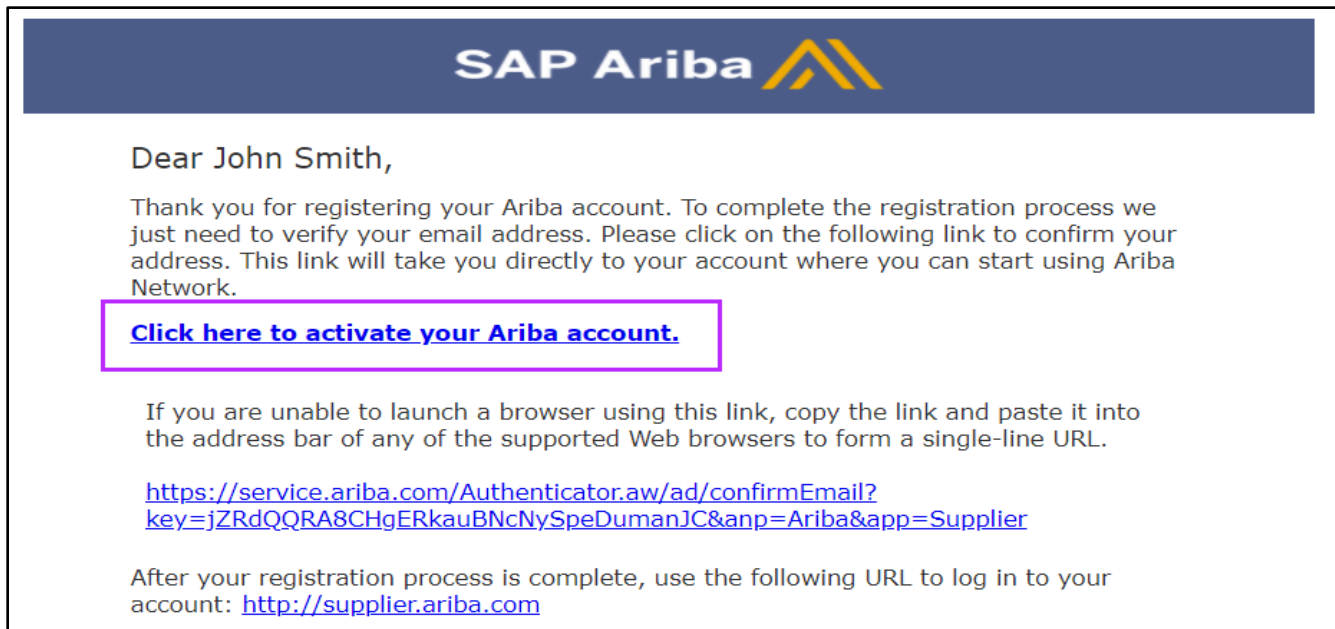 SAP Ariba
Dear John Smith,
Thank you for registering your Ariba account. To complete the registration process we
just need to verify your email address. Please click on the following link to confirm your
address. This link will take you directly to your account where you can start using Ariba
Network.
Click here to activate your Ariba account.
If you are unable to launch a browser using this link, copy the link and paste it into
the address bar of any of the supported Web browsers to form a single-line URL.
https://service.ariba.com/Authenticator.aw/ad/confirmEmail?
key=jZRdQQRA8CHgERkauBNcNySpeDumanJC&anp=Ariba&app=Supplier
After your registration process is complete, use the following URL to log in to your
account: http://supplier.ariba.com